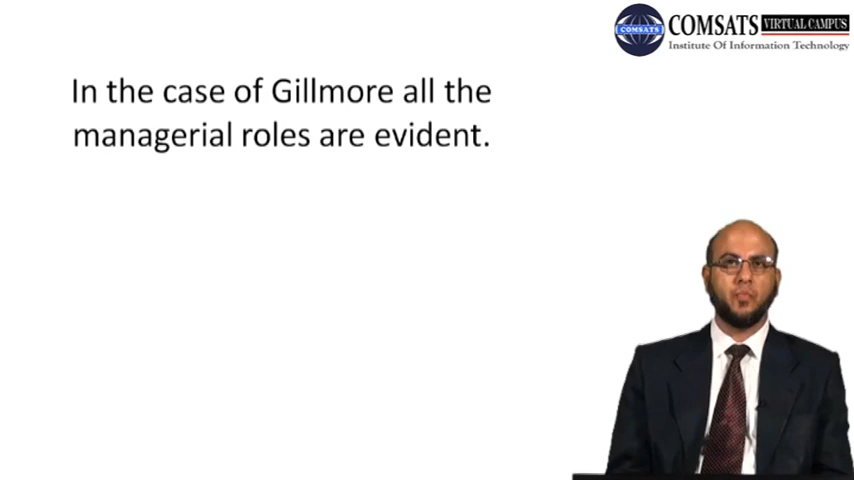 COMSATS
COMSATS VIRTUAL CAMPUS
Institute Of Information Technology
In the case of Gillmore all the
managerial roles are evident.